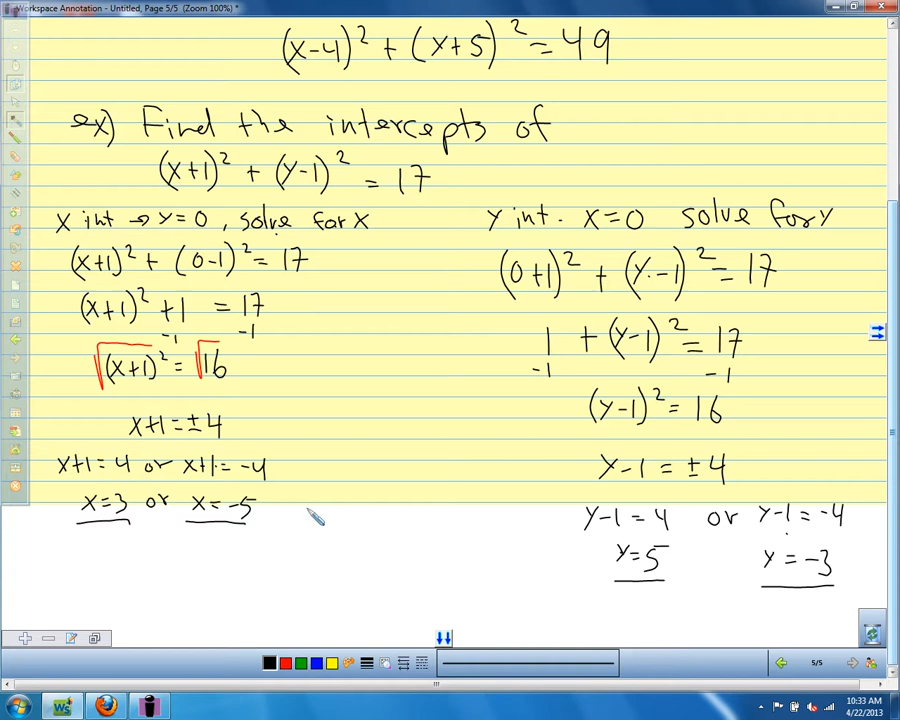 Workspace Annotation - Untitled, Page 5/5 (Zoom 100%) *
(x-4)² + (x+5)² = 49
ex) Find the intercepts of
(x+1)² + (y-1)² = 17
x int → y=0, solve for x
(x+1)² + (0-1)² = 17
(x+1)² + 1 = 17
-1 -1
√(x+1)² = √16
x+1 = ±4
x+1 = 4 or x+1 = -4
x=3 or x = -5
y int. x=0 solve for y
(0+1)² + (y-1)² = 17
1 + (y-1)² = 17
-1 -1
(y-1)² = 16
y-1 = ±4
y-1 = 4 or y-1 = -4
y=5 y = -3
5/5
10:33 AM
4/22/2013